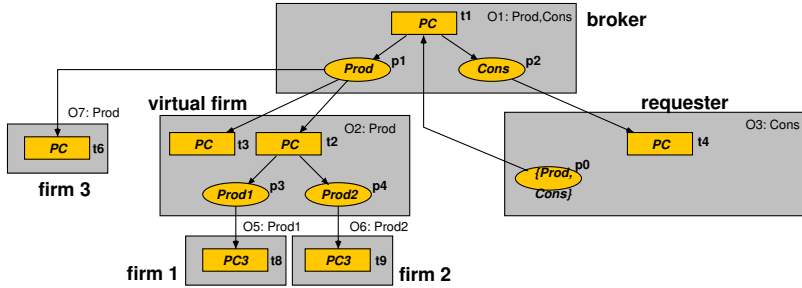 O1: Prod,Cons
broker
PC t1
Prod p1
Cons p2
O7: Prod
virtual firm
requester
PC t6
firm 3
O2: Prod
PC t3
PC t2
O3: Cons
PC t4
{Prod, p0
Cons}
Prod1 p3
Prod2 p4
O5: Prod1
O6: Prod2
firm 1
PC3 t8
PC3 t9
firm 2